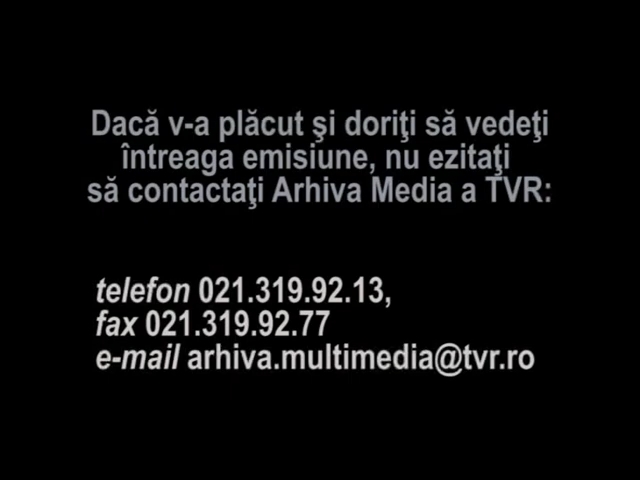 Dacă v-a plăcut şi doriţi să vedeţi
întreaga emisiune, nu ezitaţi
să contactaţi Arhiva Media a TVR:
telefon 021.319.92.13,
fax 021.319.92.77
e-mail arhiva.multimedia@tvr.ro